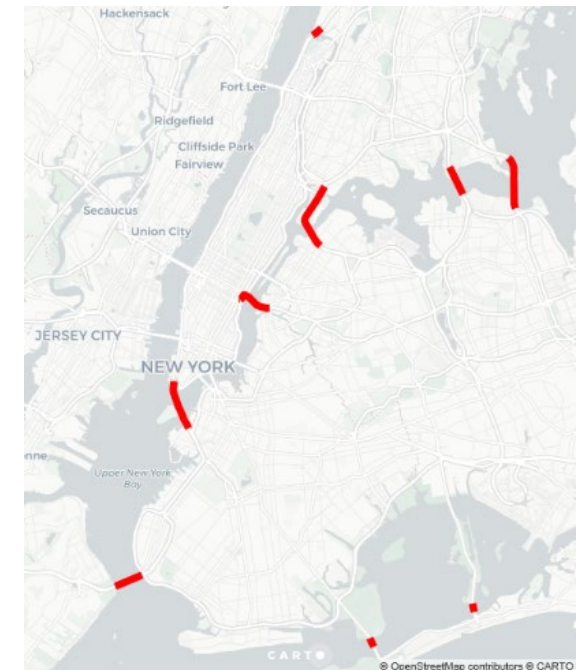 Hackensack
Fort Lee
Ridgefield
Cliffside Park
Fairview
Secaucus
Union City
JERSEY CITY
NEW YORK
nne
Upper New York
Bay
CARTO
© OpenStreetMap contributors © CARTO